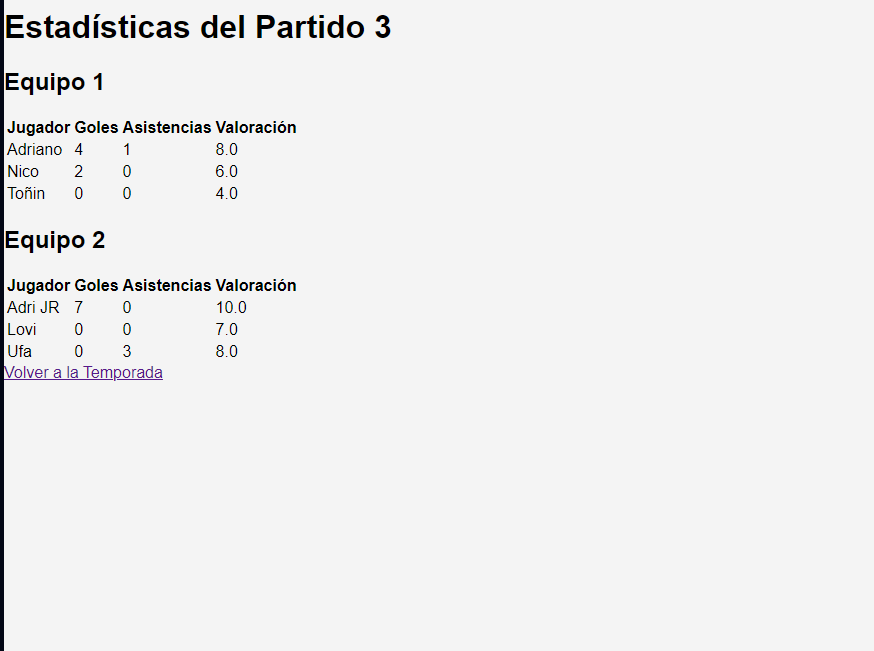 Estadísticas del Partido 3
Equipo 1
Jugador Goles Asistencias Valoración
Adriano 4 1 8.0
Nico 2 0 6.0
Toñin 0 0 4.0
Equipo 2
Jugador Goles Asistencias Valoración
Adri JR 7 0 10.0
Lovi 0 0 7.0
Ufa 0 3 8.0
Volver a la Temporada